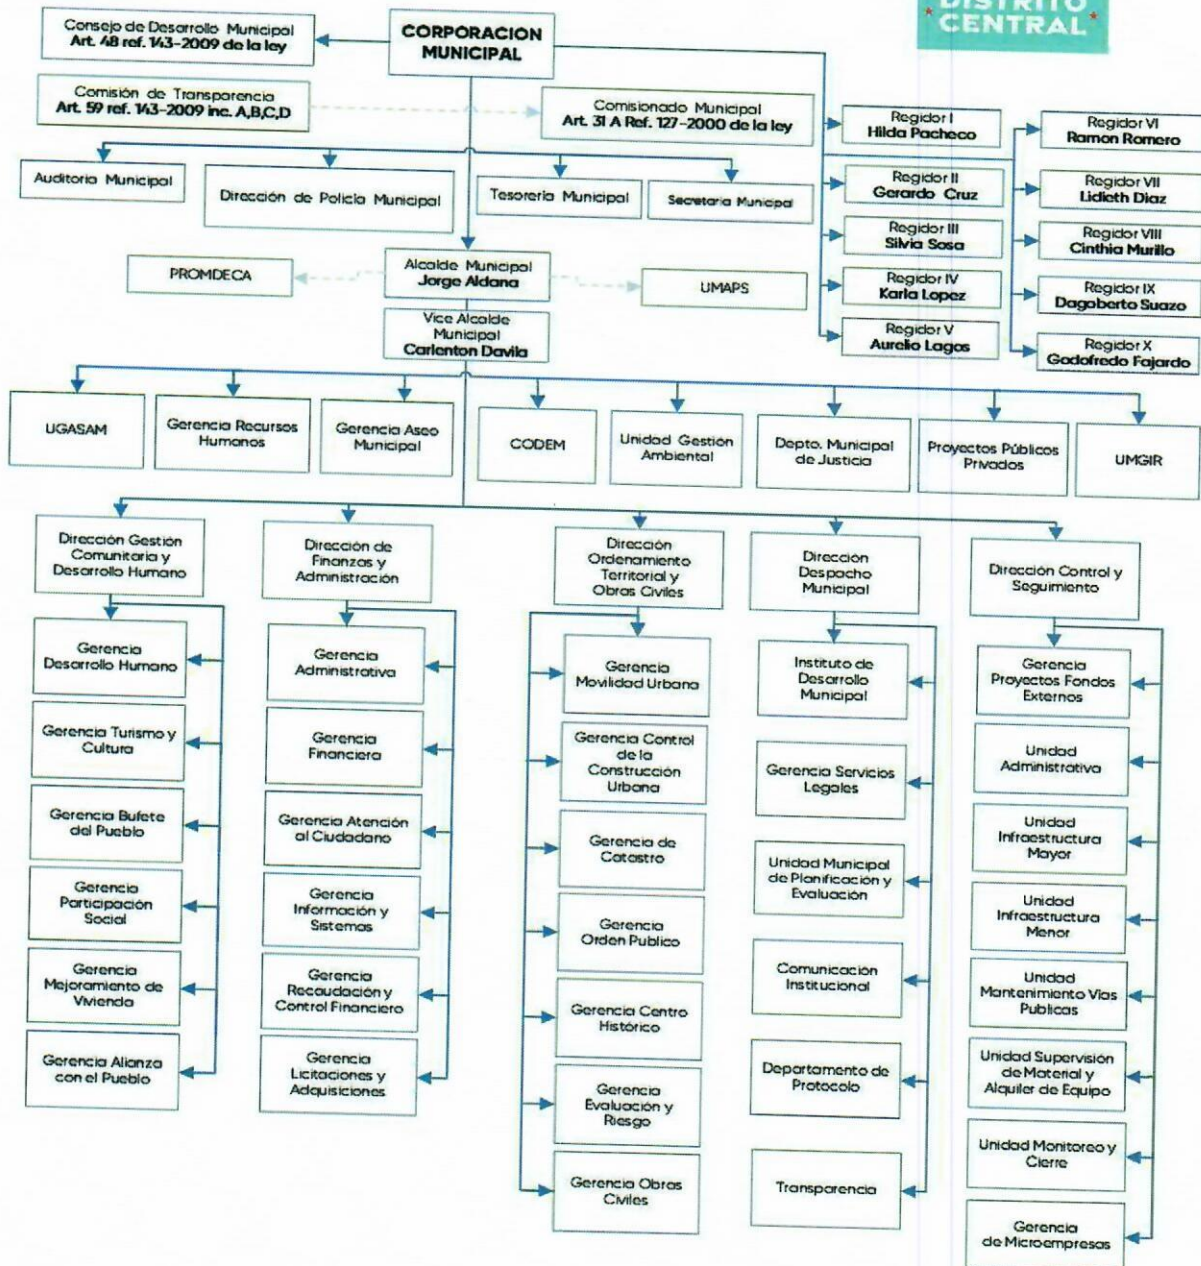 DISTRITO
CENTRAL
Consejo de Desarrollo Municipal
Art. 48 ref. 143-2009 de la ley
CORPORACION
MUNICIPAL
Comisión de Transparencia
Art. 59 ref. 143-2009 inc. A,B,C,D
Comisionado Municipal
Art. 31 A Ref. 127-2000 de la ley
Regidor I
Hilda Pacheco
Regidor VI
Ramon Romero
Auditoria Municipal
Dirección de Policía Municipal
Tesorería Municipal
Secretaria Municipal
Regidor II
Gerardo Cruz
Regidor VII
Lidieth Diaz
Regidor III
Silvia Sosa
Regidor VIII
Cinthia Murillo
PROMDECA
Alcalde Municipal
Jorge Aldana
UMAPS
Regidor IV
Karla Lopez
Regidor IX
Dagoberto Suazo
Vice Alcalde
Municipal
Carlenton Davila
Regidor V
Aurelio Lagos
Regidor X
Godofredo Fajardo
UGASAM
Gerencia Recursos
Humanos
Gerencia Aseo
Municipal
CODEM
Unidad Gestión
Ambiental
Depto. Municipal
de Justicia
Proyectos Públicos
Privados
UMGIR
Dirección Gestión
Comunitaria y
Desarrollo Humano
Dirección de
Finanzas y
Administración
Dirección
Ordenamiento
Territorial y
Obras Civiles
Dirección
Despacho
Municipal
Dirección Control y
Seguimiento
Gerencia
Desarrollo Humano
Gerencia Turismo y
Cultura
Gerencia Bufete
del Pueblo
Gerencia
Participación
Social
Gerencia
Mejoramiento de
Vivienda
Gerencia Alianza
con el Pueblo
Gerencia
Administrativa
Gerencia
Financiera
Gerencia Atención
al Ciudadano
Gerencia
Información y
Sistemas
Gerencia
Recaudación y
Control Financiero
Gerencia
Licitaciones y
Adquisiciones
Gerencia
Movilidad Urbana
Gerencia Control
de la
Construcción
Urbana
Gerencia de
Catastro
Gerencia
Orden Publico
Gerencia Centro
Histórico
Gerencia
Evaluación y
Riesgo
Gerencia Obras
Civiles
Instituto de
Desarrollo
Municipal
Gerencia Servicios
Legales
Unidad Municipal
de Planificación y
Evaluación
Comunicación
Institucional
Departamento de
Protocolo
Transparencia
Gerencia
Proyectos Fondos
Externos
Unidad
Administrativa
Unidad
Infraestructura
Mayor
Unidad
Infraestructura
Menor
Unidad
Mantenimiento Vías
Publicas
Unidad Supervisión
de Material y
Alquiler de Equipo
Unidad Monitoreo y
Cierre
Gerencia
de Microempresas